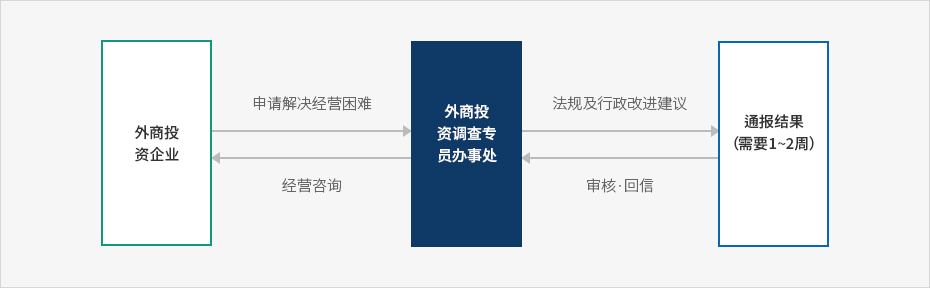 外商投
资企业
申请解决经营困难
经营咨询
外商投
资调查专
员办事处
法规及行政改进建议
审核·回信
通报结果
（需要1~2周）